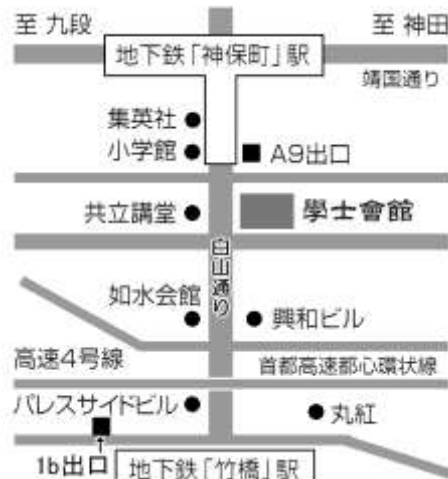 至 九段
至 神田
地下鉄「神保町」駅
靖国通り
集英社
小学館
A9出口
共立講堂
學士會館
白山通り
如水会館
興和ビル
高速4号線
首都高速都心環状線
パレスサイドビル
丸紅
1b出口
地下鉄「竹橋」駅